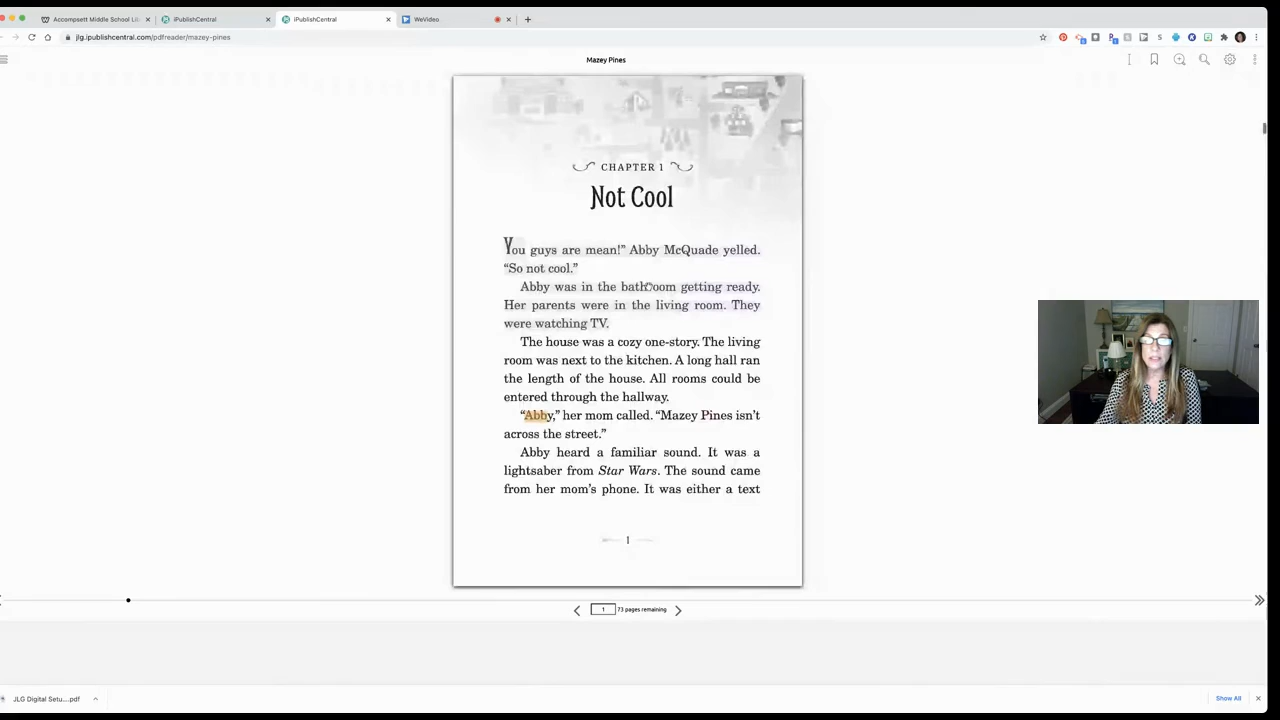 Accompsett Middle School Li
iPublishCentral
iPublishCentral
WeVideo
jlg.ipublishcentral.com/pdfreader/mazey-pines
Mazey Pines
CHAPTER 1
Not Cool
You guys are mean!” Abby McQuade yelled.
“So not cool.”
Abby was in the bathroom getting ready.
Her parents were in the living room. They
were watching TV.
The house was a cozy one-story. The living
room was next to the kitchen. A long hall ran
the length of the house. All rooms could be
entered through the hallway.
“Abby,” her mom called. “Mazey Pines isn’t
across the street.”
Abby heard a familiar sound. It was a
lightsaber from Star Wars. The sound came
from her mom’s phone. It was either a text
1
1 73 pages remaining
JLG Digital Setu....pdf
Show All